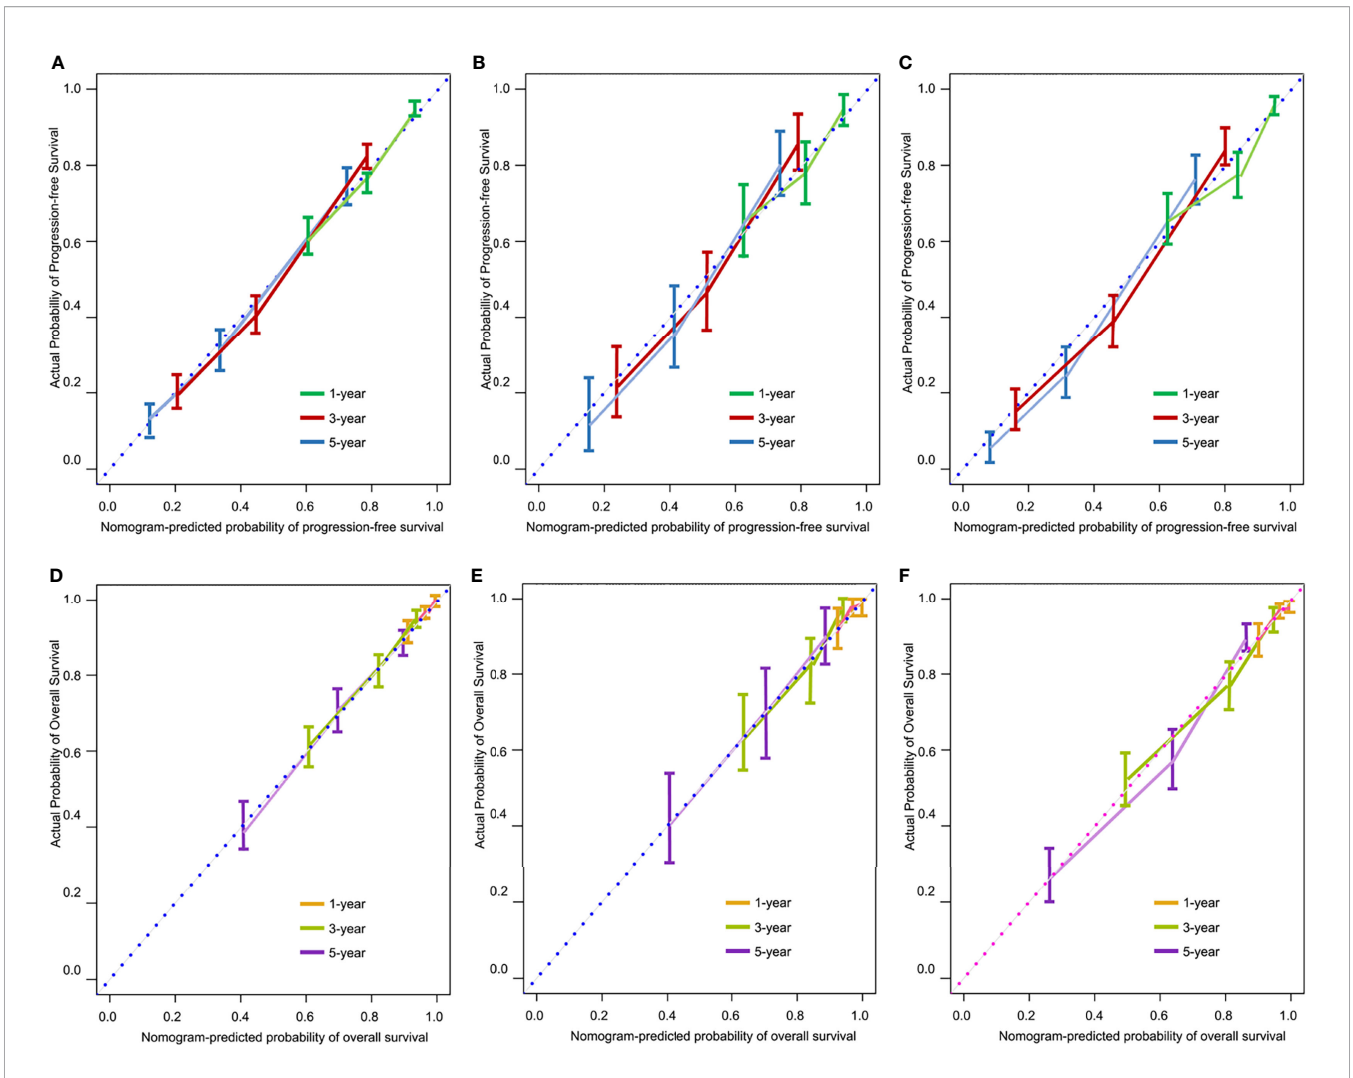 A
Actual Probability of Progression-free Survival
1.0
0.8
0.6
0.4
0.2
0.0
1-year
3-year
5-year
0.0 0.2 0.4 0.6 0.8 1.0
Nomogram-predicted probability of progression-free survival
B
Actual Probabilliy of Progression-free Survival
1.0
0.8
0.6
0.4
0.2
0.0
1-year
3-year
5-year
0.0 0.2 0.4 0.6 0.8 1.0
Nomogram-predicted probability of progression-free survival
C
Actual Probabilliy of Progression-free Survival
1.0
0.8
0.6
0.4
0.2
0.0
1-year
3-year
5-year
0.0 0.2 0.4 0.6 0.8 1.0
Nomogram-predicted probability of progression-free survival
D
Actual Probability of Overall Survival
1.0
0.8
0.6
0.4
0.2
0.0
1-year
3-year
5-year
0.0 0.2 0.4 0.6 0.8 1.0
Nomogram-predicted probability of overall survival
E
Actual Probability of Overall Survival
1.0
0.8
0.6
0.4
0.2
0.0
1-year
3-year
5-year
0.0 0.2 0.4 0.6 0.8 1.0
Nomogram-predicted probability of overall survival
F
Actual Probability of Overall Survival
1.0
0.8
0.6
0.4
0.2
0.0
1-year
3-year
5-year
0.0 0.2 0.4 0.6 0.8 1.0
Nomogram-predicted probability of overall survival